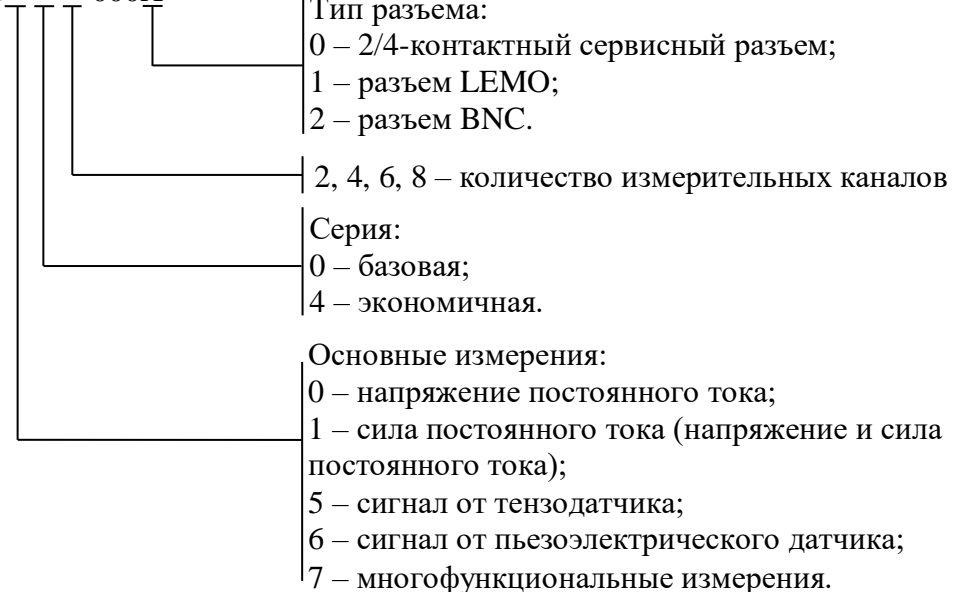 Тип разъема:
0 – 2/4-контактный сервисный разъем;
1 – разъем LEMO;
2 – разъем BNC.
2, 4, 6, 8 – количество измерительных каналов
Серия:
0 – базовая;
4 – экономичная.
Основные измерения:
0 – напряжение постоянного тока;
1 – сила постоянного тока (напряжение и сила
постоянного тока);
5 – сигнал от тензодатчика;
6 – сигнал от пьезоэлектрического датчика;
7 – многофункциональные измерения.